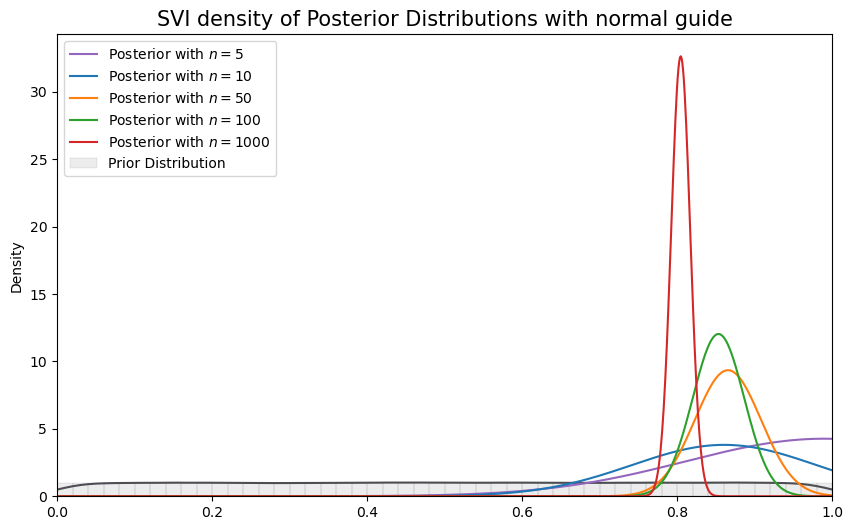 SVI density of Posterior Distributions with normal guide
Posterior with n = 5
Posterior with n = 10
Posterior with n = 50
Posterior with n = 100
Posterior with n = 1000
Prior Distribution
Density
30
25
20
15
10
5
0
0.0 0.2 0.4 0.6 0.8 1.0